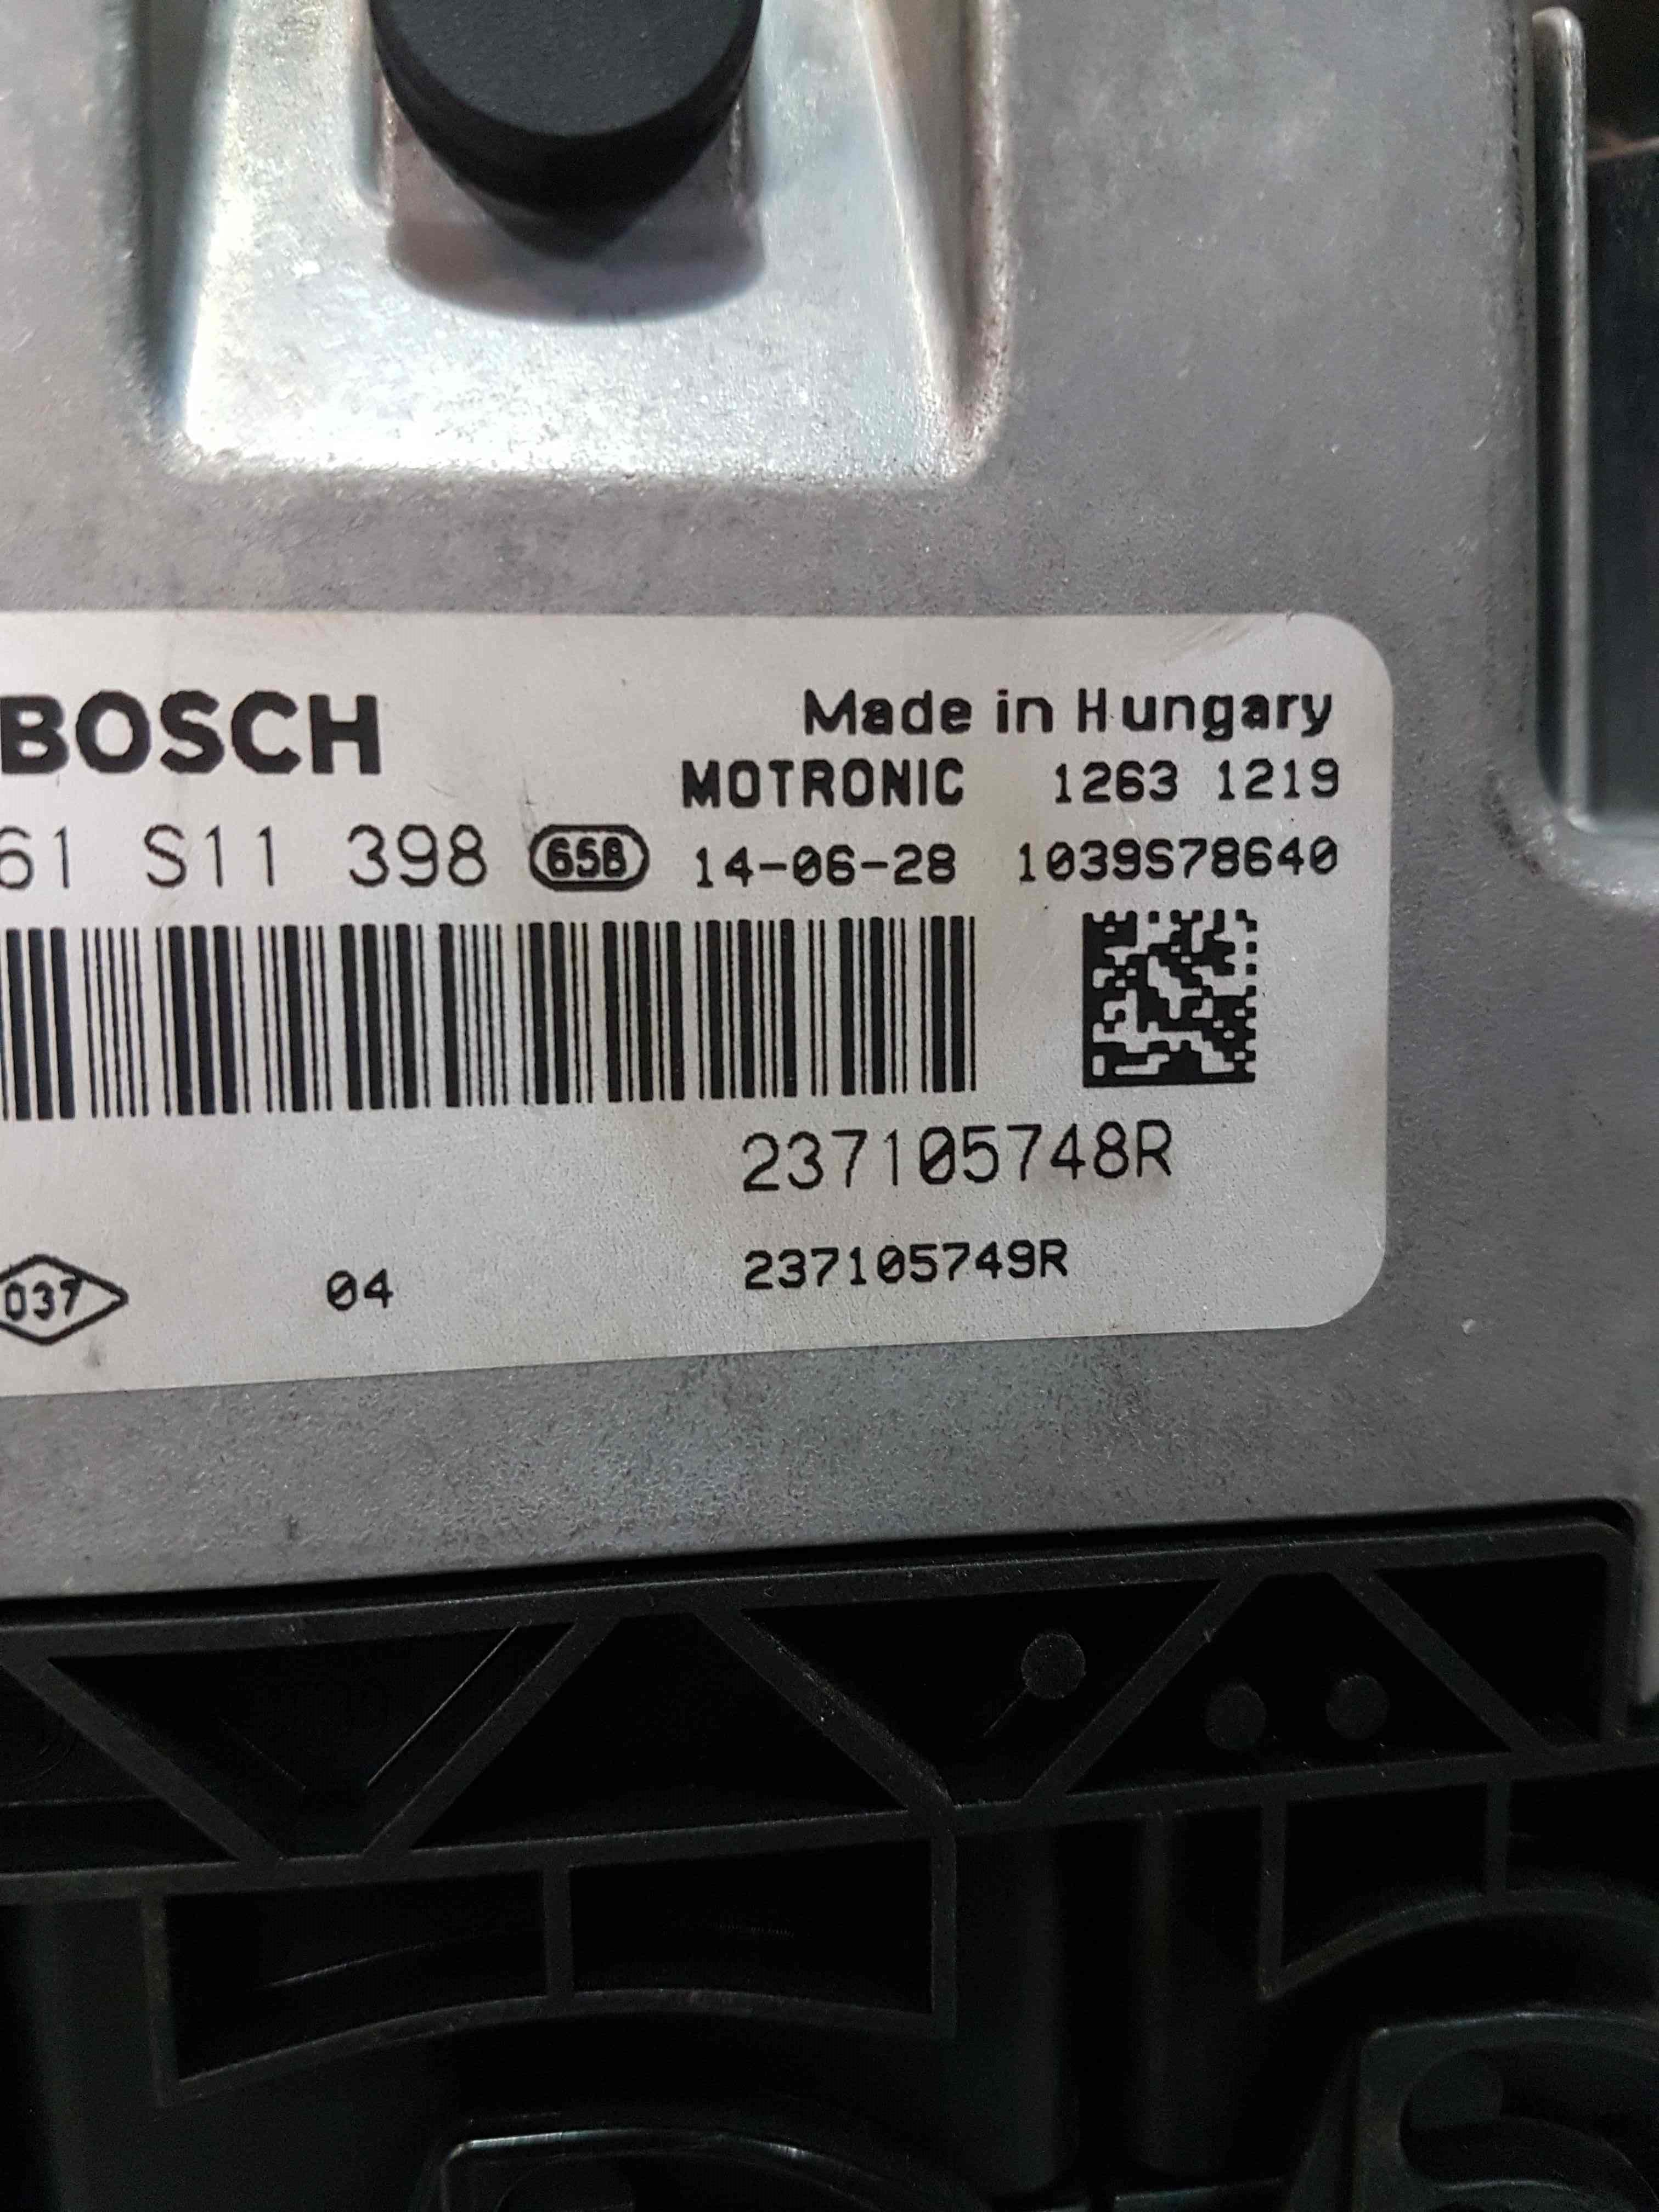 BOSCH Made in Hungary
MOTRONIC 1263 1219
61 S11 398 658 14-06-28 1039S78640
237105748R
037 04 237105749R